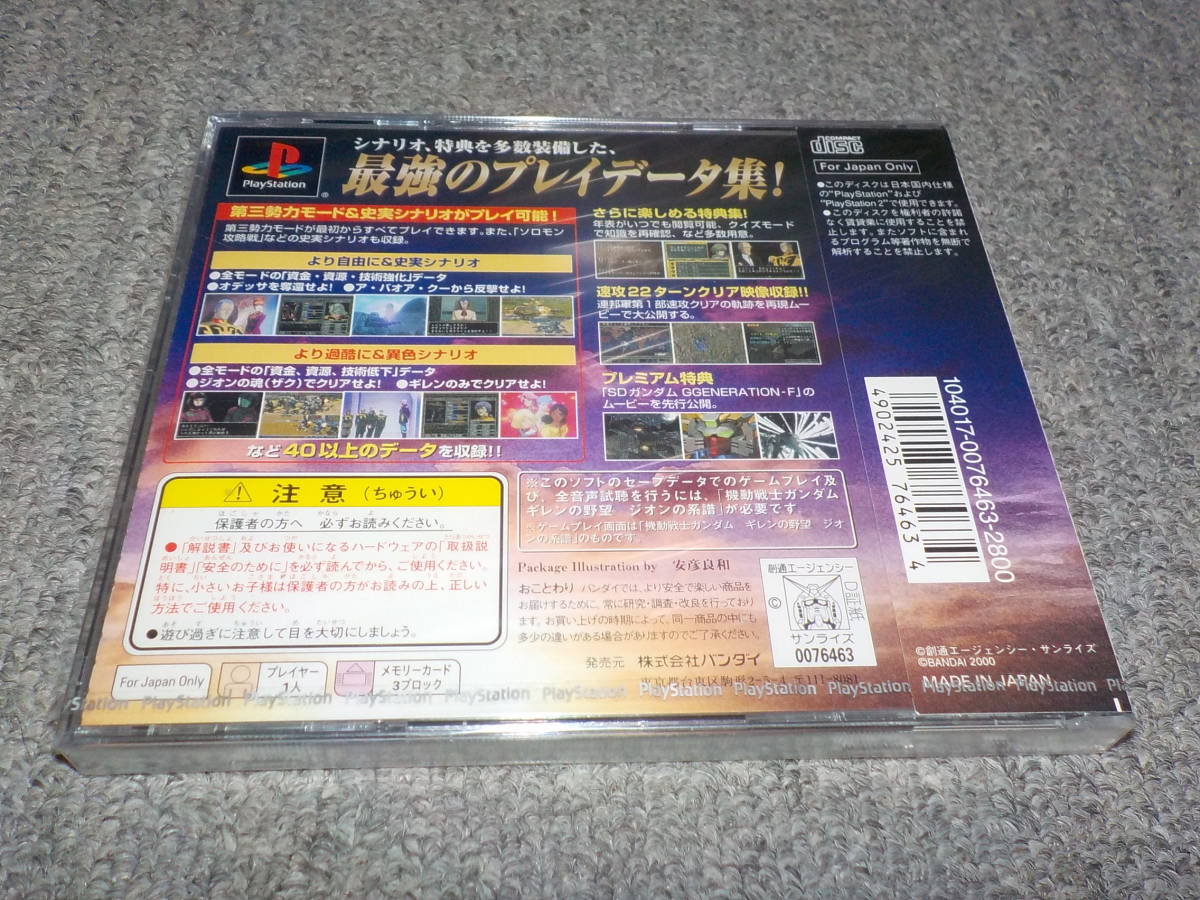 PlayStation
シナリオ、特典を多数装備した、
最強のプレイデータ集！
第三勢力モード&史実シナリオがプレイ可能！
第三勢力モードが最初からすべてプレイできます。また、「ソロモン
攻略戦」などの史実シナリオも収録。
より自由に&史実シナリオ
●全モードの「資金・資源・技術強化」データ
●オデッサを奪還せよ！ ●ア・バオア・クーから反撃せよ！
より過酷に&異色シナリオ
●全モードの「資金、資源、技術低下」データ
●ジオンの魂（ザク）でクリアせよ！ ●ギレンのみでクリアせよ！
など40以上のデータを収録!!
さらに楽しめる特典集！
年表がいつでも閲覧可能、クイズモード
で知識を再確認、など多数用意。
速攻22ターンクリア映像収録!!
連邦軍第1部速攻クリアの軌跡を再現ムー
ビーで大公開する。
プレミアム特典
「SDガンダム GGENERATION-F」の
ムービーを先行公開。
注意（ちゅうい）
保護者の方へ 必ずお読みください。
●「解説書」及びお使いになるハードウェアの「取扱説
明書」「安全のために」を必ず読んでから、ご使用ください。
特に、小さいお子様は保護者の方がお読みの上、正しい
方法でご使用ください。
●遊び過ぎに注意して目を大切にしましょう。
※このソフトのセーブデータでのゲームプレイ及
び、全音声試聴を行うには、「機動戦士ガンダム
ギレンの野望 ジオンの系譜」が必要です
※ゲームプレイ画面は「機動戦士ガンダム ギレンの野望 ジオ
ンの系譜」のものです。
Package Illustration by 安彦良和
おことわり バンダイでは、より安全で楽しい商品を
お届けするために、常に研究・調査・改良を行っており
ます。お買い上げの時期によって、同一商品の中にも
多少の違いがある場合がありますのでご了承ください。
発売元 株式会社バンダイ
東京都台東区駒形2-5-4 〒111-8081
創通エージェンシー
©
サンライズ
0076463
D証紙
For Japan Only
プレイヤー
1人
メモリーカード
3ブロック
PlayStation PlayStation PlayStation PlayStation PlayStation PlayStation PlayStation PlayStation PlayStation PlayStation
COMPACT
disc
For Japan Only
●このディスクは日本国内仕様
の"PlayStation"および
"PlayStation 2"で使用できます。
●このディスクを権利者の許諾
なく賃貸業に使用することを禁
止します。またソフトに含まれ
るプログラム等著作物を無断で
解析することを禁止します。
104017-0076463-2800
4902425764634
©創通エージェンシー・サンライズ
©BANDAI 2000
MADE IN JAPAN